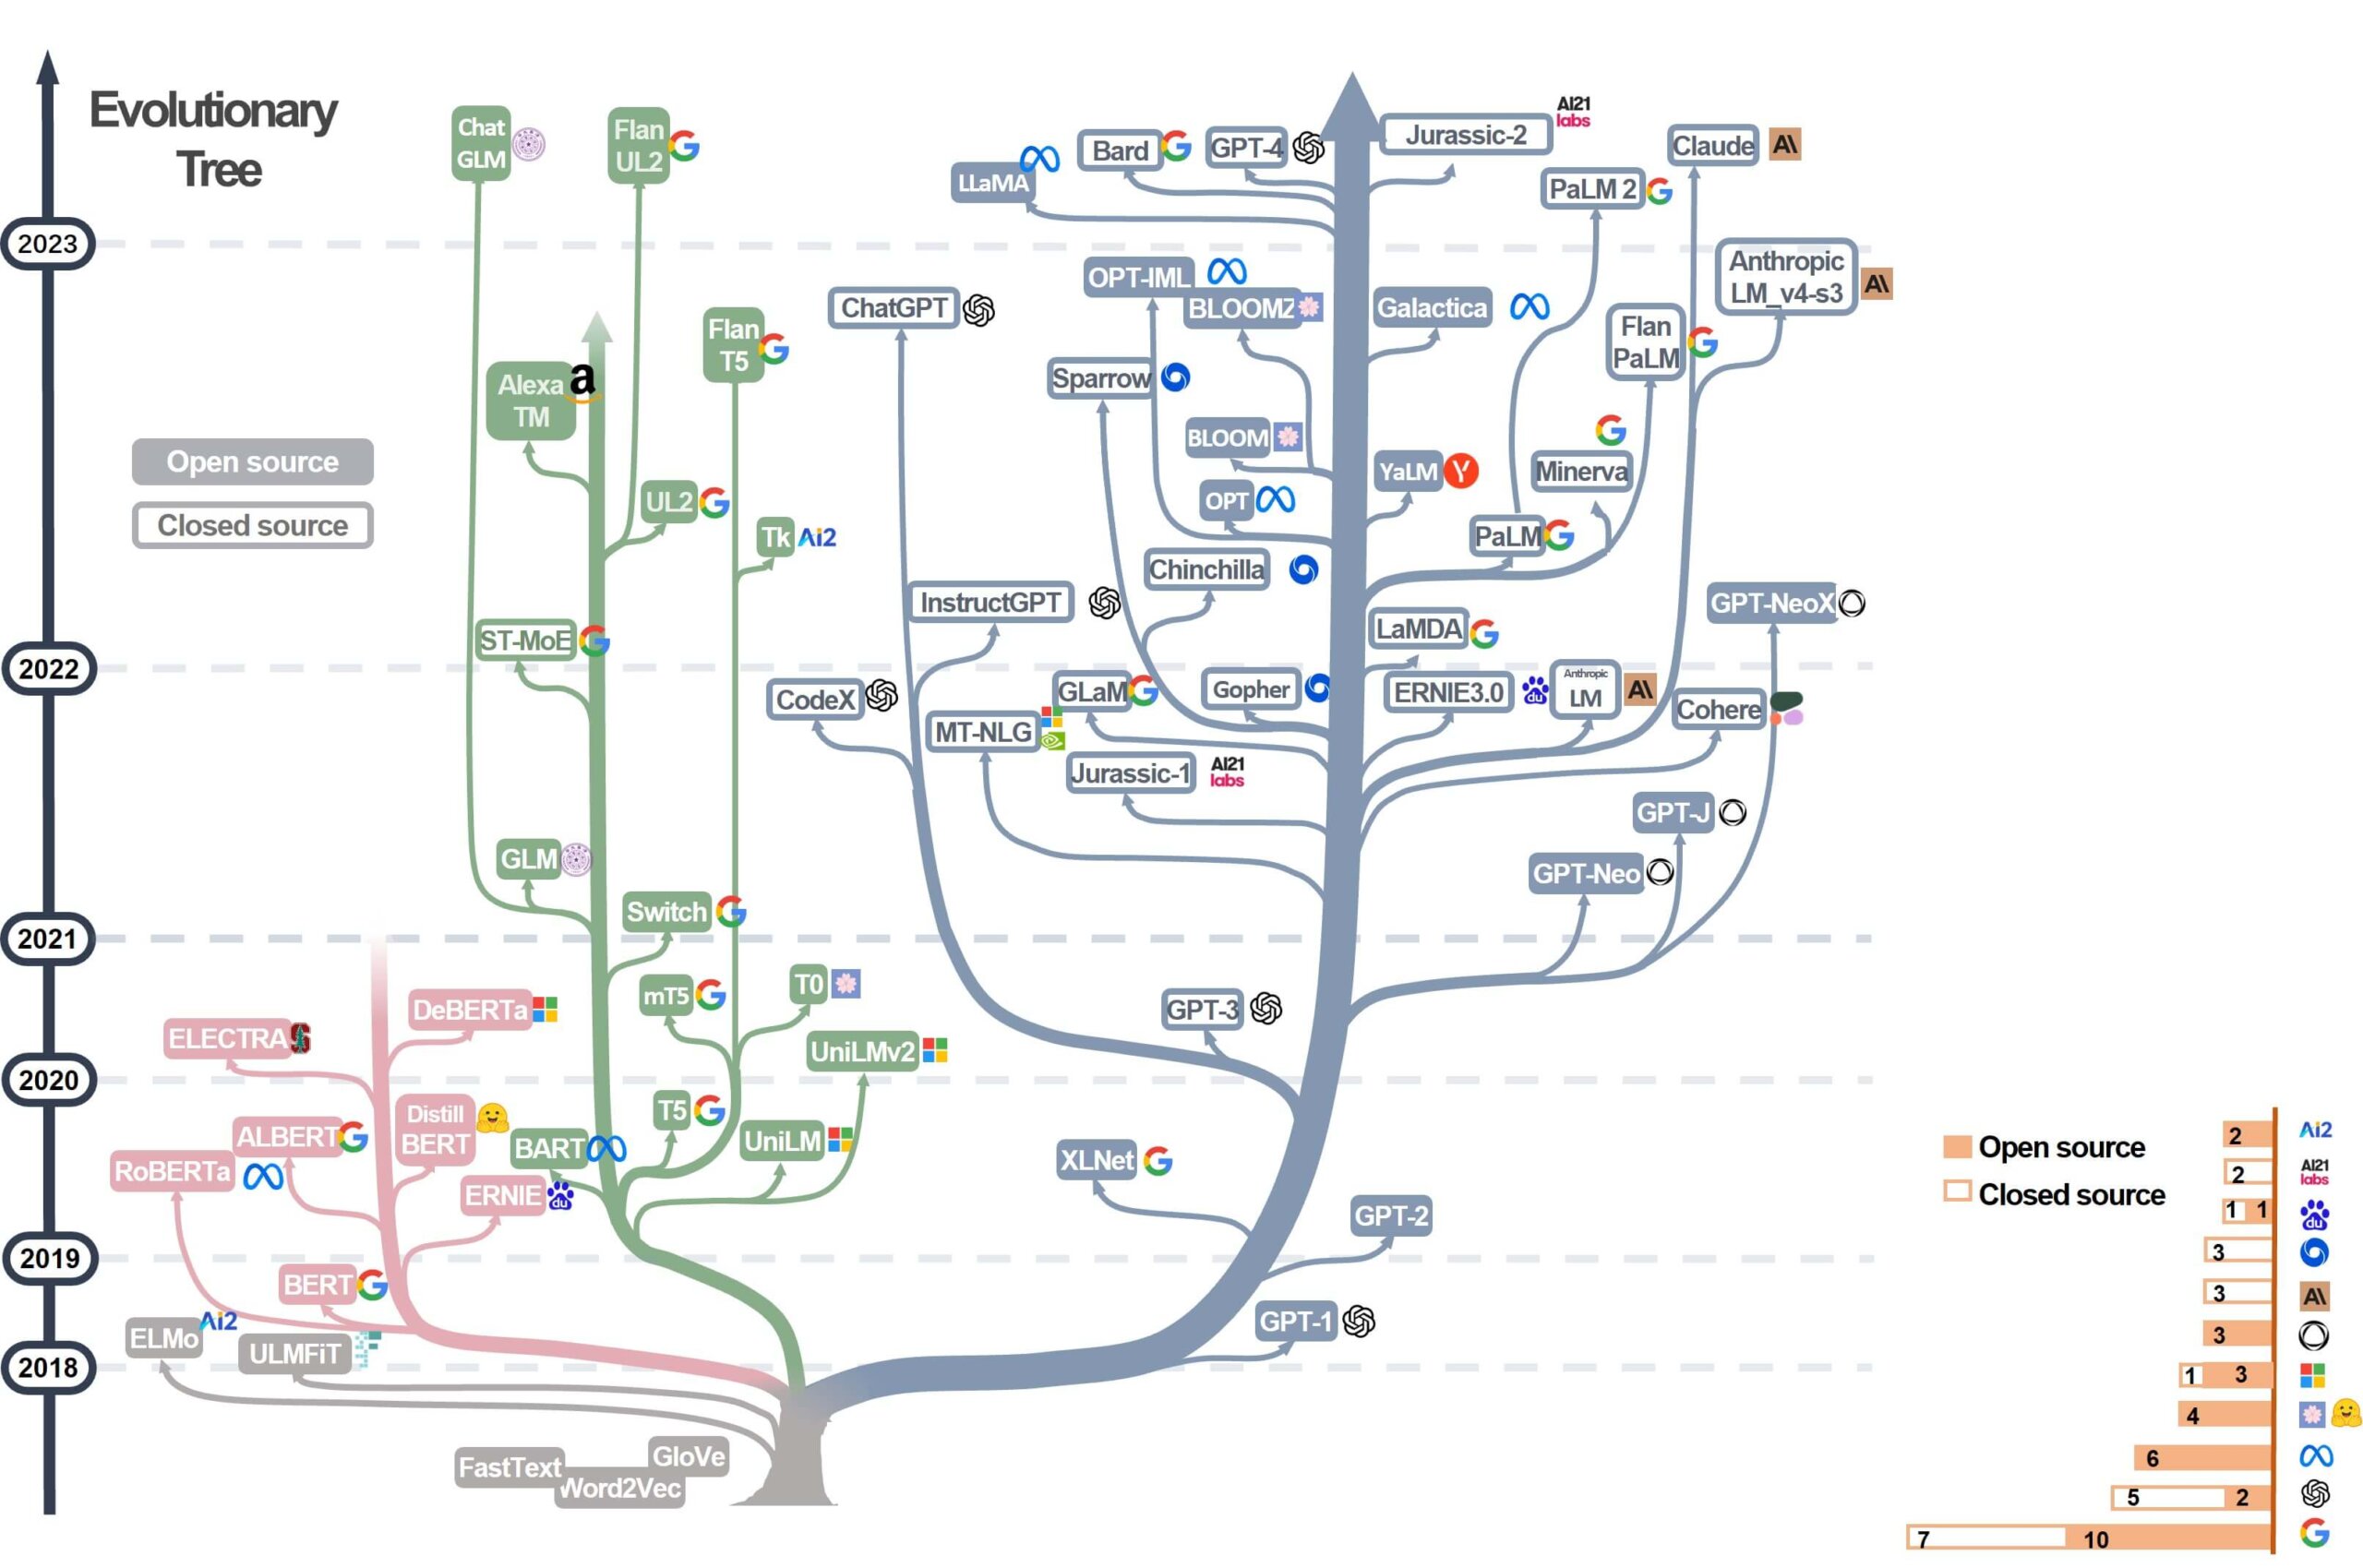 Evolutionary
Tree
2023
2022
2021
2020
2019
2018
Open source
Closed source
Chat
GLM
Flan
UL2
Alexa
TM
a
Flan
T5
UL2
Tk
Ai2
ST-MoE
GLM
Switch
mT5
T0
UniLMv2
T5
UniLM
BART
DeBERTa
ELECTRA
Distill
BERT
ALBERT
RoBERTa
ERNIE
du
BERT
ELMo
Ai2
ULMFiT
FastText
GloVe
Word2Vec
LLaMA
Bard
GPT-4
Jurassic-2
AI21
labs
Claude
A\
PaLM 2
Anthropic
LM_v4-s3
A\
OPT-IML
BLOOMZ
Galactica
ChatGPT
Flan
PaLM
Sparrow
BLOOM
YaLM
Y
Minerva
OPT
PaLM
Chinchilla
InstructGPT
LaMDA
GPT-NeoX
CodeX
GLaM
Gopher
ERNIE3.0
du
Anthropic
LM
A\
Cohere
MT-NLG
Jurassic-1
AI21
labs
GPT-J
GPT-Neo
GPT-3
XLNet
GPT-2
GPT-1
Open source
Closed source
2
Ai2
2
AI21
labs
1 1
du
3
3
A\
3
1 3
4
6
5 2
7 10